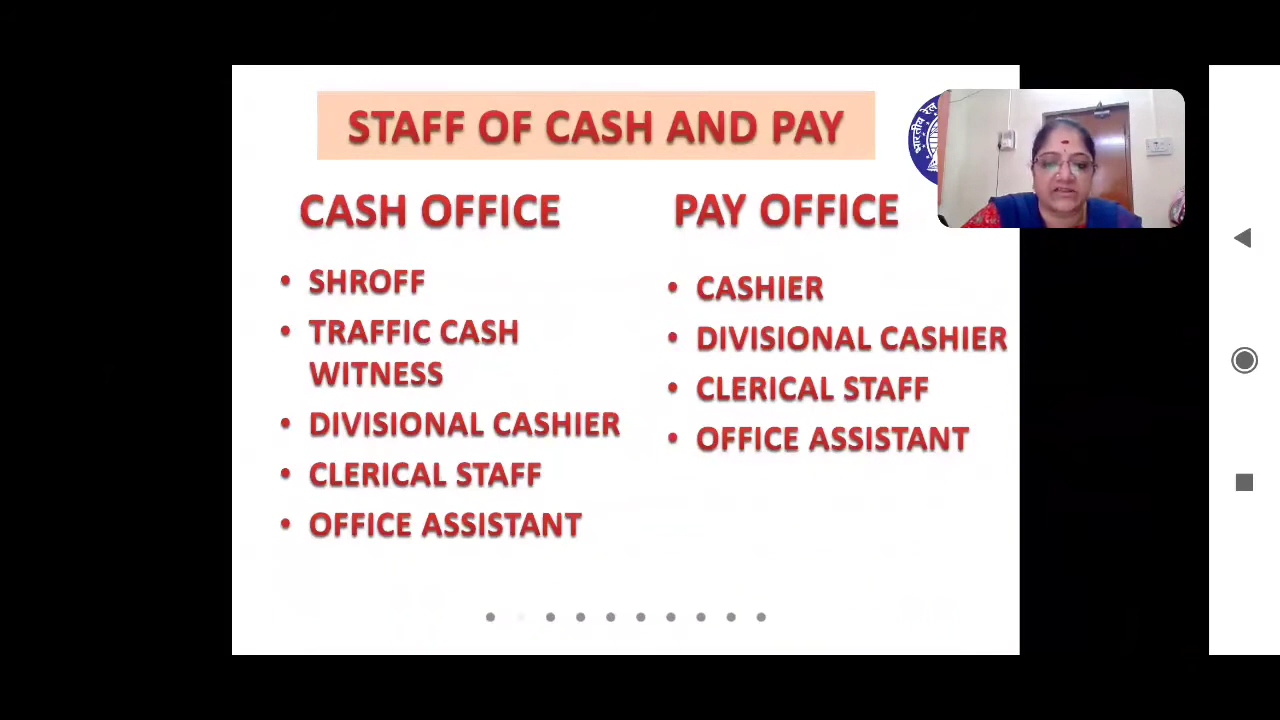 STAFF OF CASH AND PAY
CASH OFFICE
• SHROFF
• TRAFFIC CASH
WITNESS
• DIVISIONAL CASHIER
• CLERICAL STAFF
• OFFICE ASSISTANT
PAY OFFICE
• CASHIER
• DIVISIONAL CASHIER
• CLERICAL STAFF
• OFFICE ASSISTANT
भारतीय रेल